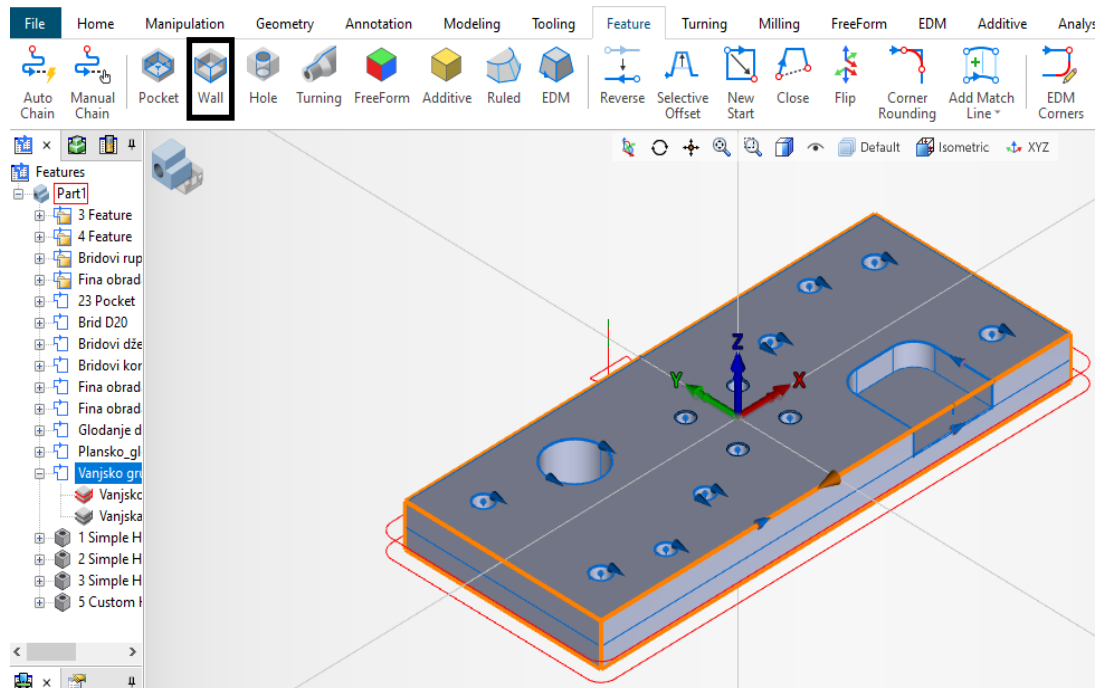 File Home Manipulation Geometry Annotation Modeling Tooling Feature Turning Milling FreeForm EDM Additive Analys
Auto Chain Manual Chain Pocket Wall Hole Turning FreeForm Additive Ruled EDM Reverse Selective Offset New Start Close Flip Corner Rounding Add Match Line EDM Corners
Default Isometric XYZ
Features
Part1
3 Feature
4 Feature
Bridovi rup
Fina obrad
23 Pocket
Brid D20
Bridovi dže
Bridovi kor
Fina obrad
Fina obrad
Glodanje d
Plansko_gl
Vanjsko gru
Vanjsko
Vanjska
1 Simple H
2 Simple H
3 Simple H
5 Custom H
Z
Y
X